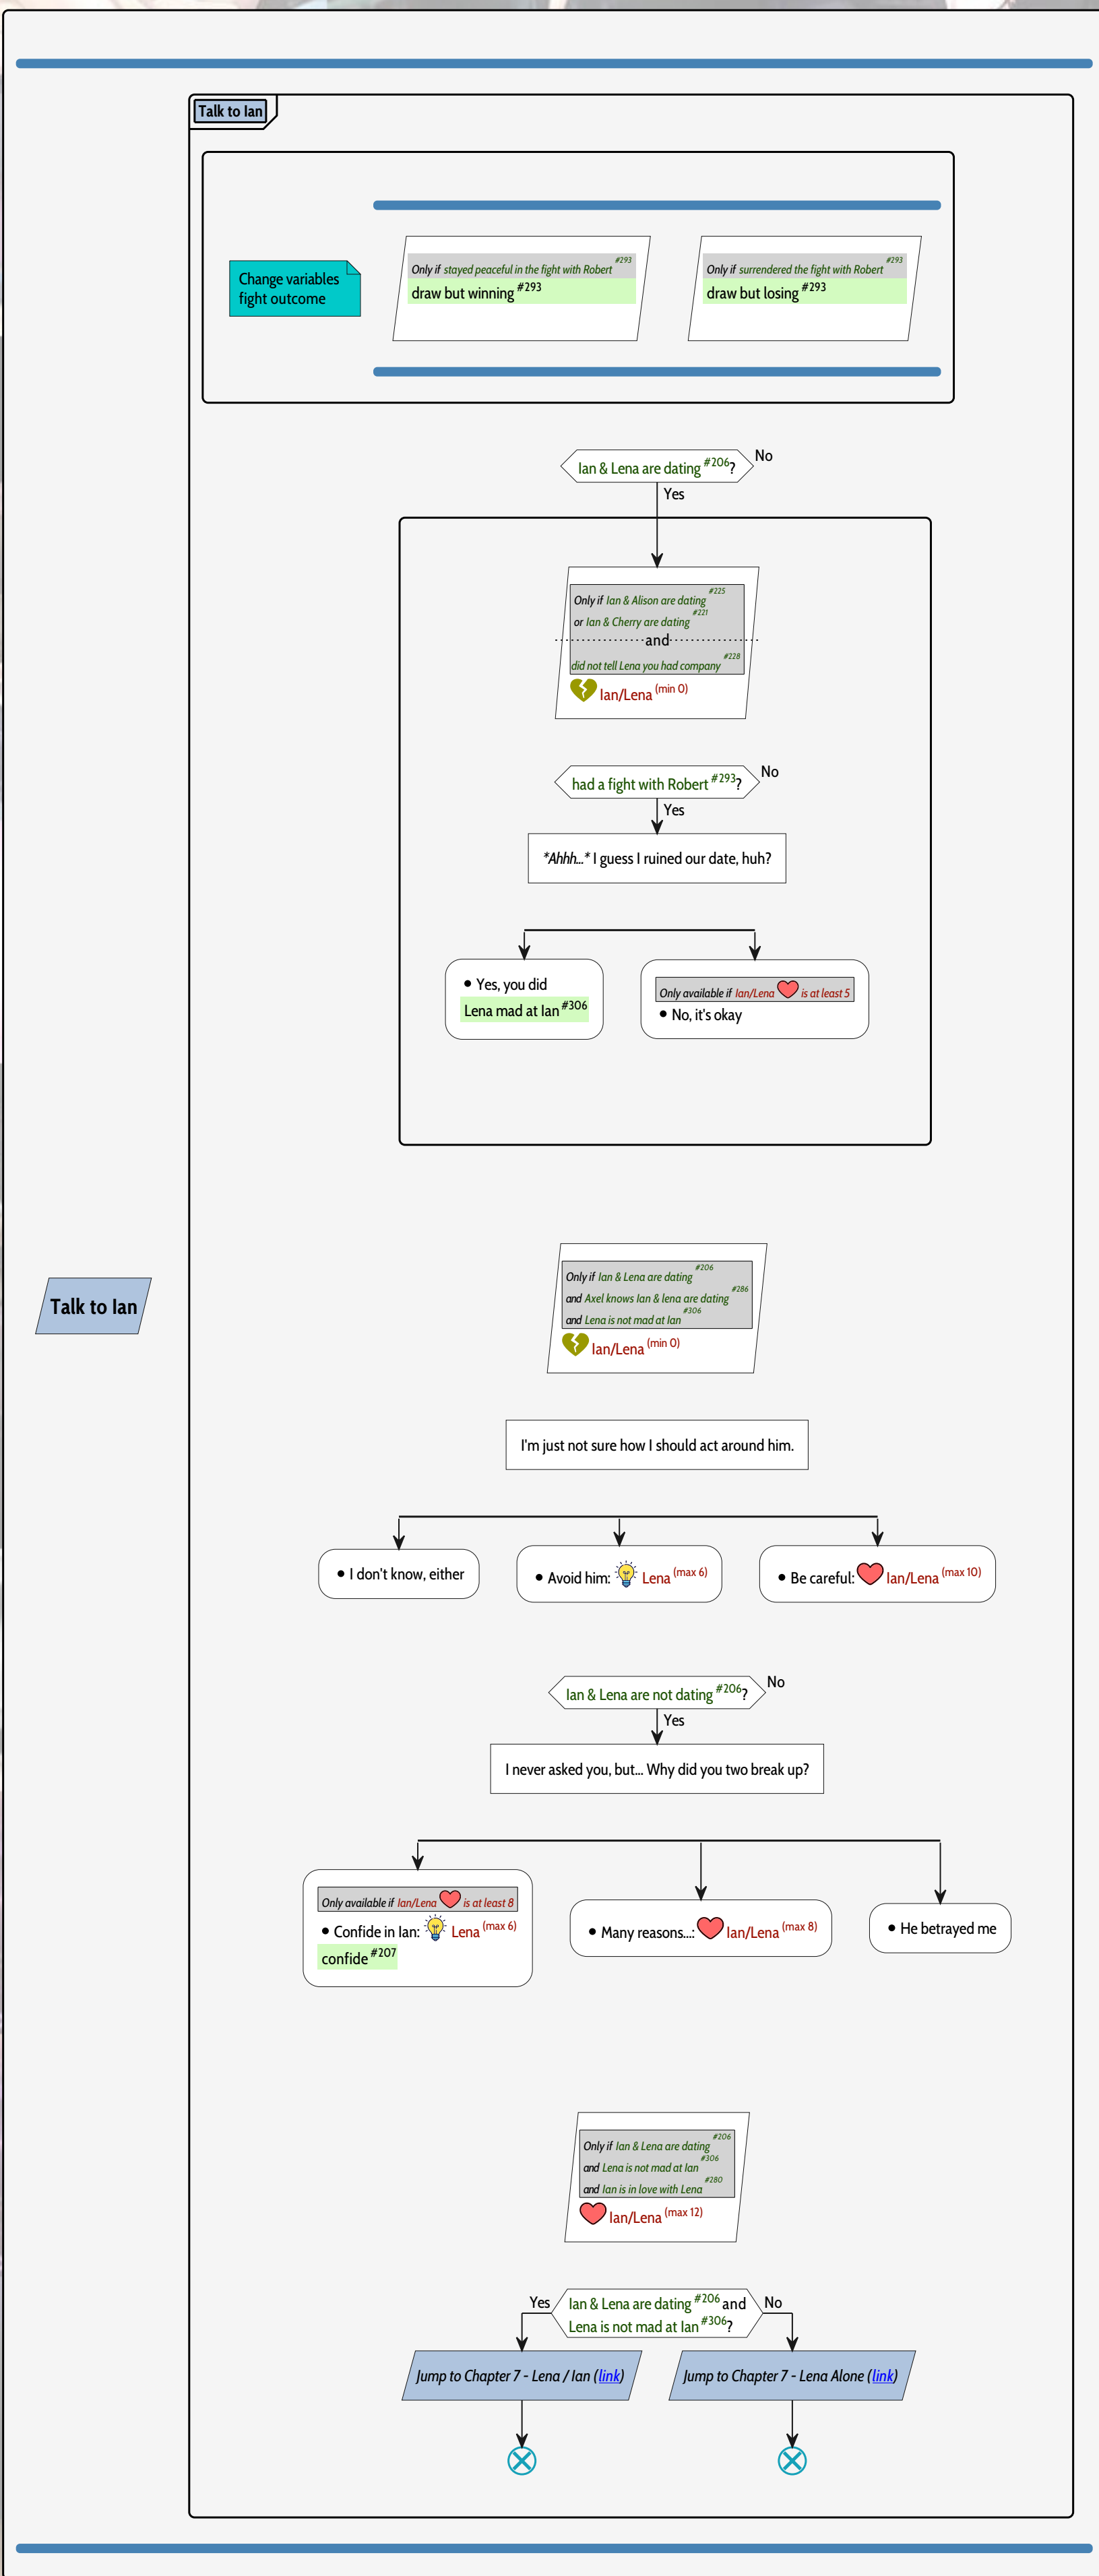 Talk to Ian
Change variables
fight outcome
Only if stayed peaceful in the fight with Robert #293
draw but winning #293
Only if surrendered the fight with Robert #293
draw but losing #293
Ian & Lena are dating #206?
No
Yes
Only if Ian & Alison are dating #225
or Ian & Cherry are dating #221
and
did not tell Lena you had company #228
Ian/Lena (min 0)
had a fight with Robert #293?
No
Yes
*Ahhh...* I guess I ruined our date, huh?
• Yes, you did
Lena mad at Ian #306
Only available if Ian/Lena is at least 5
• No, it's okay
Talk to Ian
Only if Ian & Lena are dating #206
and Axel knows Ian & lena are dating #286
and Lena is not mad at Ian #306
Ian/Lena (min 0)
I'm just not sure how I should act around him.
• I don't know, either
• Avoid him: Lena (max 6)
• Be careful: Ian/Lena (max 10)
Ian & Lena are not dating #206?
No
Yes
I never asked you, but... Why did you two break up?
Only available if Ian/Lena is at least 8
• Confide in Ian: Lena (max 6)
confide #207
• Many reasons...: Ian/Lena (max 8)
• He betrayed me
Only if Ian & Lena are dating #206
and Lena is not mad at Ian #306
and Ian is in love with Lena #280
Ian/Lena (max 12)
Yes
Ian & Lena are dating #206 and
Lena is not mad at Ian #306?
No
Jump to Chapter 7 - Lena / Ian (link)
Jump to Chapter 7 - Lena Alone (link)